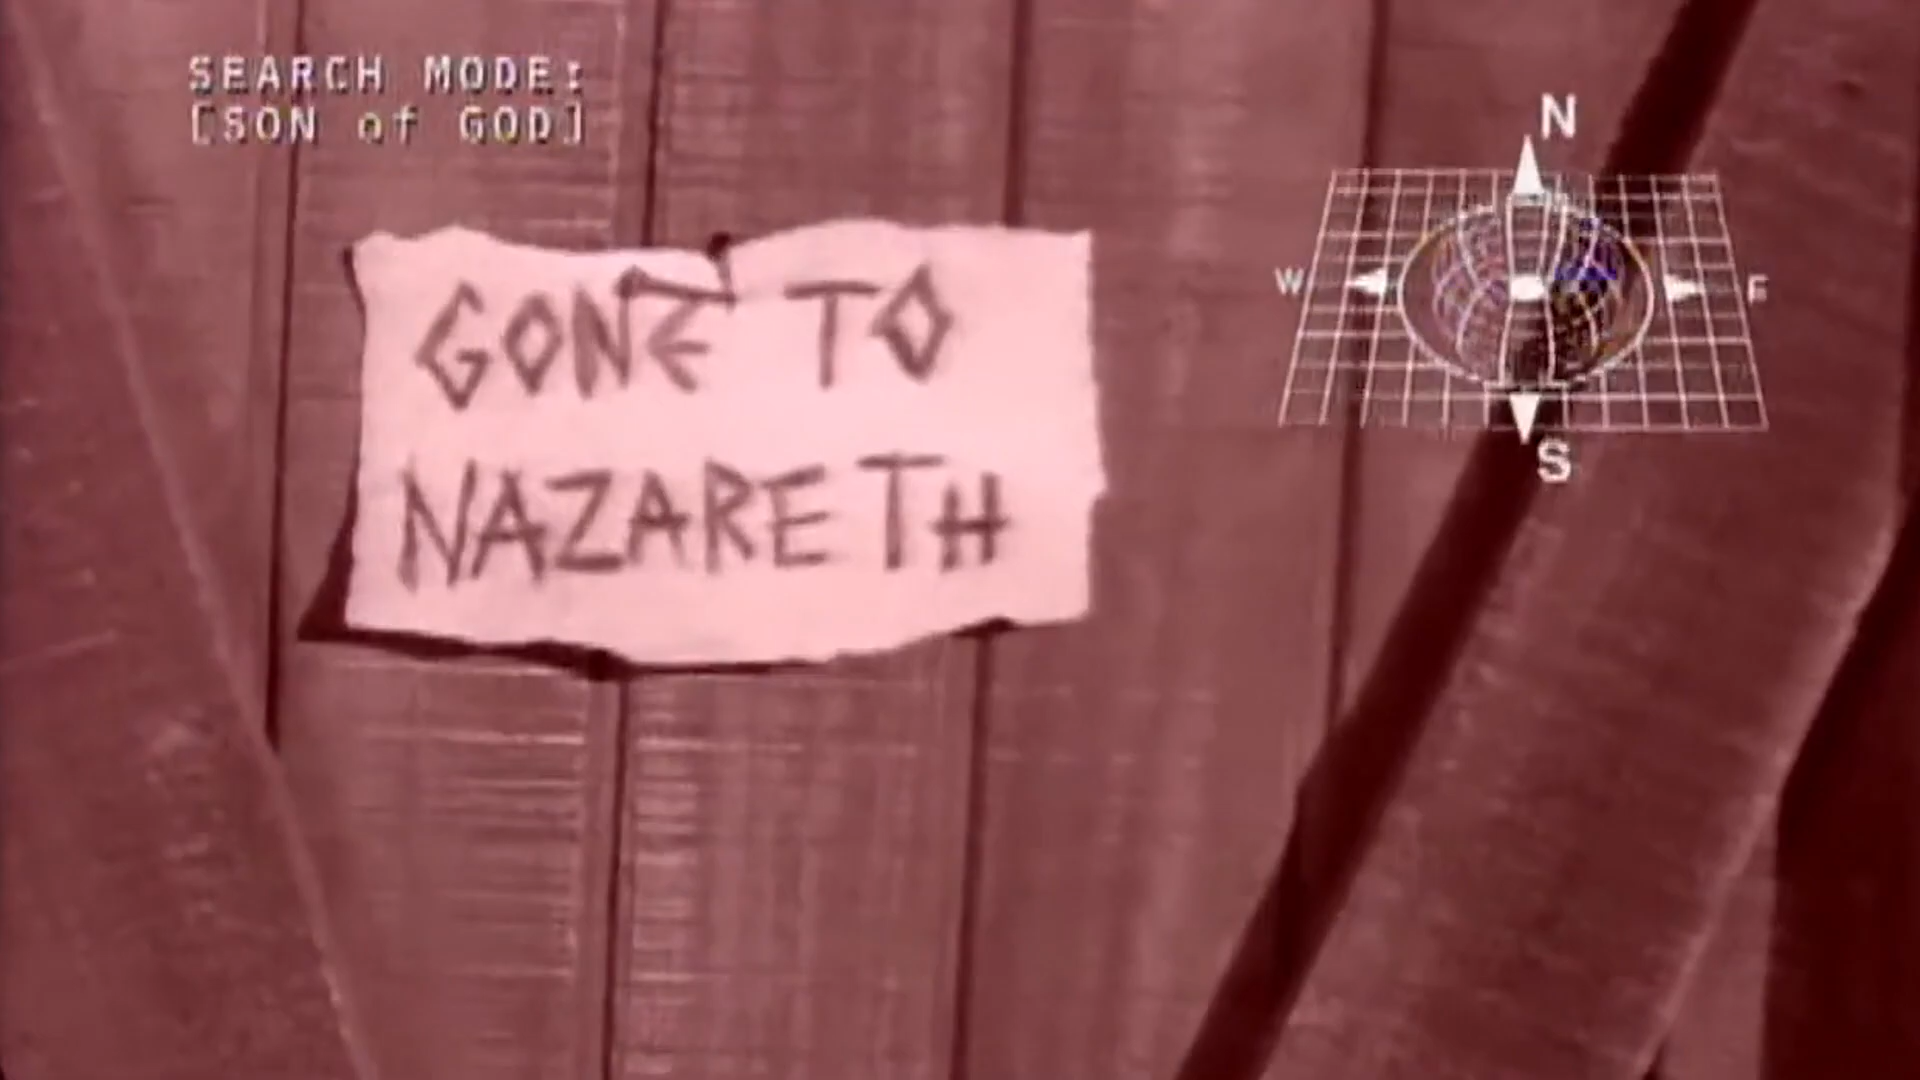 SEARCH MODE:
[SON of GOD]
N
W
E
S
GONE TO
NAZARETH